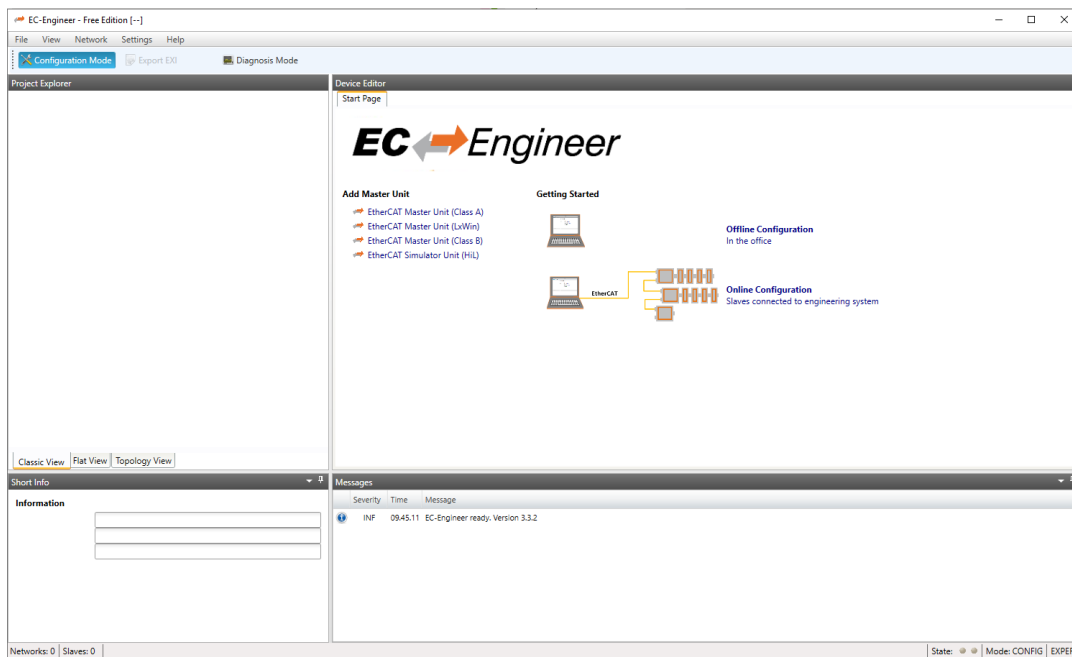 EC-Engineer - Free Edition [--]
File View Network Settings Help
Configuration Mode Export EXI Diagnosis Mode
Project Explorer
Device Editor
Start Page
EC Engineer
Add Master Unit
EtherCAT Master Unit (Class A)
EtherCAT Master Unit (LxWin)
EtherCAT Master Unit (Class B)
EtherCAT Simulator Unit (HiL)
Getting Started
Offline Configuration
In the office
EtherCAT
Online Configuration
Slaves connected to engineering system
Classic View Flat View Topology View
Short Info
Information
Messages
Severity Time Message
INF 09.45.11 EC-Engineer ready. Version 3.3.2
Networks: 0 Slaves: 0
State: Mode: CONFIG EXPER